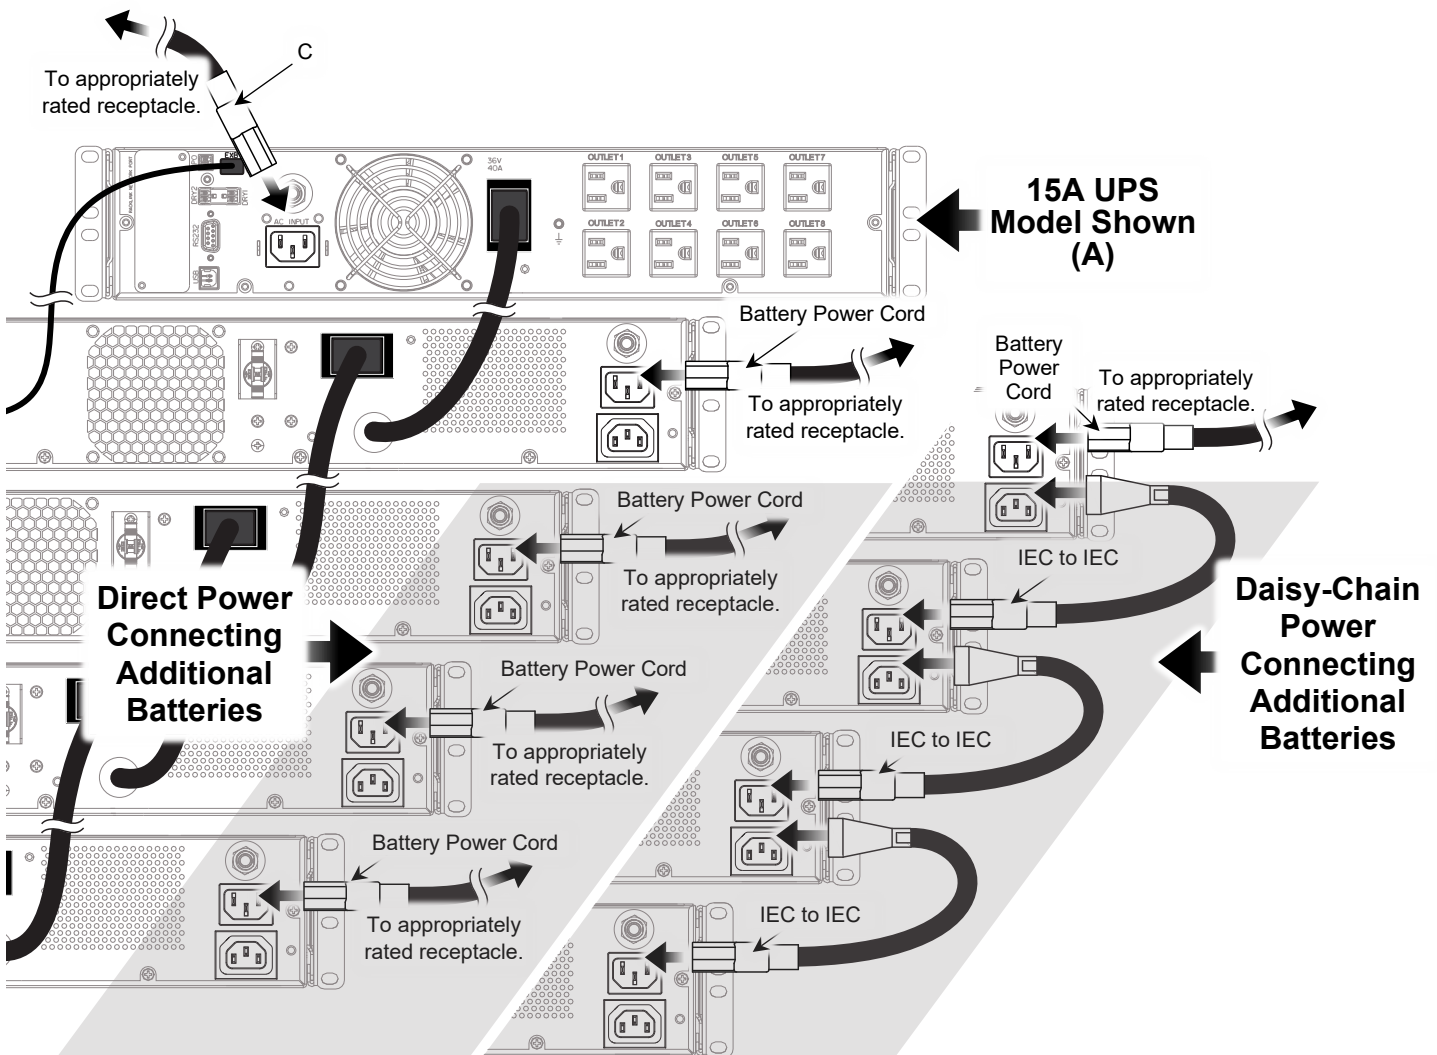 C
To appropriately
rated receptacle.
EXB
DRY2
DRY1
RS232
USB
AC INPUT
36V
40A
OUTLET1
OUTLET3
OUTLET5
OUTLET7
OUTLET2
OUTLET4
OUTLET6
OUTLET8
15A UPS
Model Shown
(A)
Battery Power Cord
To appropriately
rated receptacle.
Battery
Power
Cord
To appropriately
rated receptacle.
Battery Power Cord
To appropriately
rated receptacle.
IEC to IEC
Direct Power
Connecting
Additional
Batteries
Daisy-Chain
Power
Connecting
Additional
Batteries
Battery Power Cord
To appropriately
rated receptacle.
IEC to IEC
Battery Power Cord
To appropriately
rated receptacle.
IEC to IEC